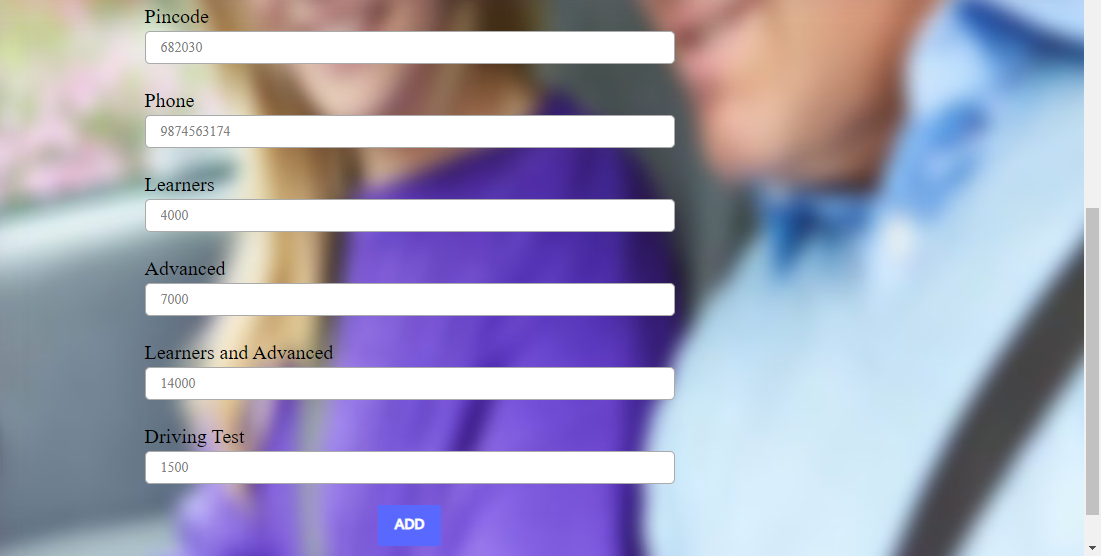 Pincode
682030
Phone
9874563174
Learners
4000
Advanced
7000
Learners and Advanced
14000
Driving Test
1500
ADD